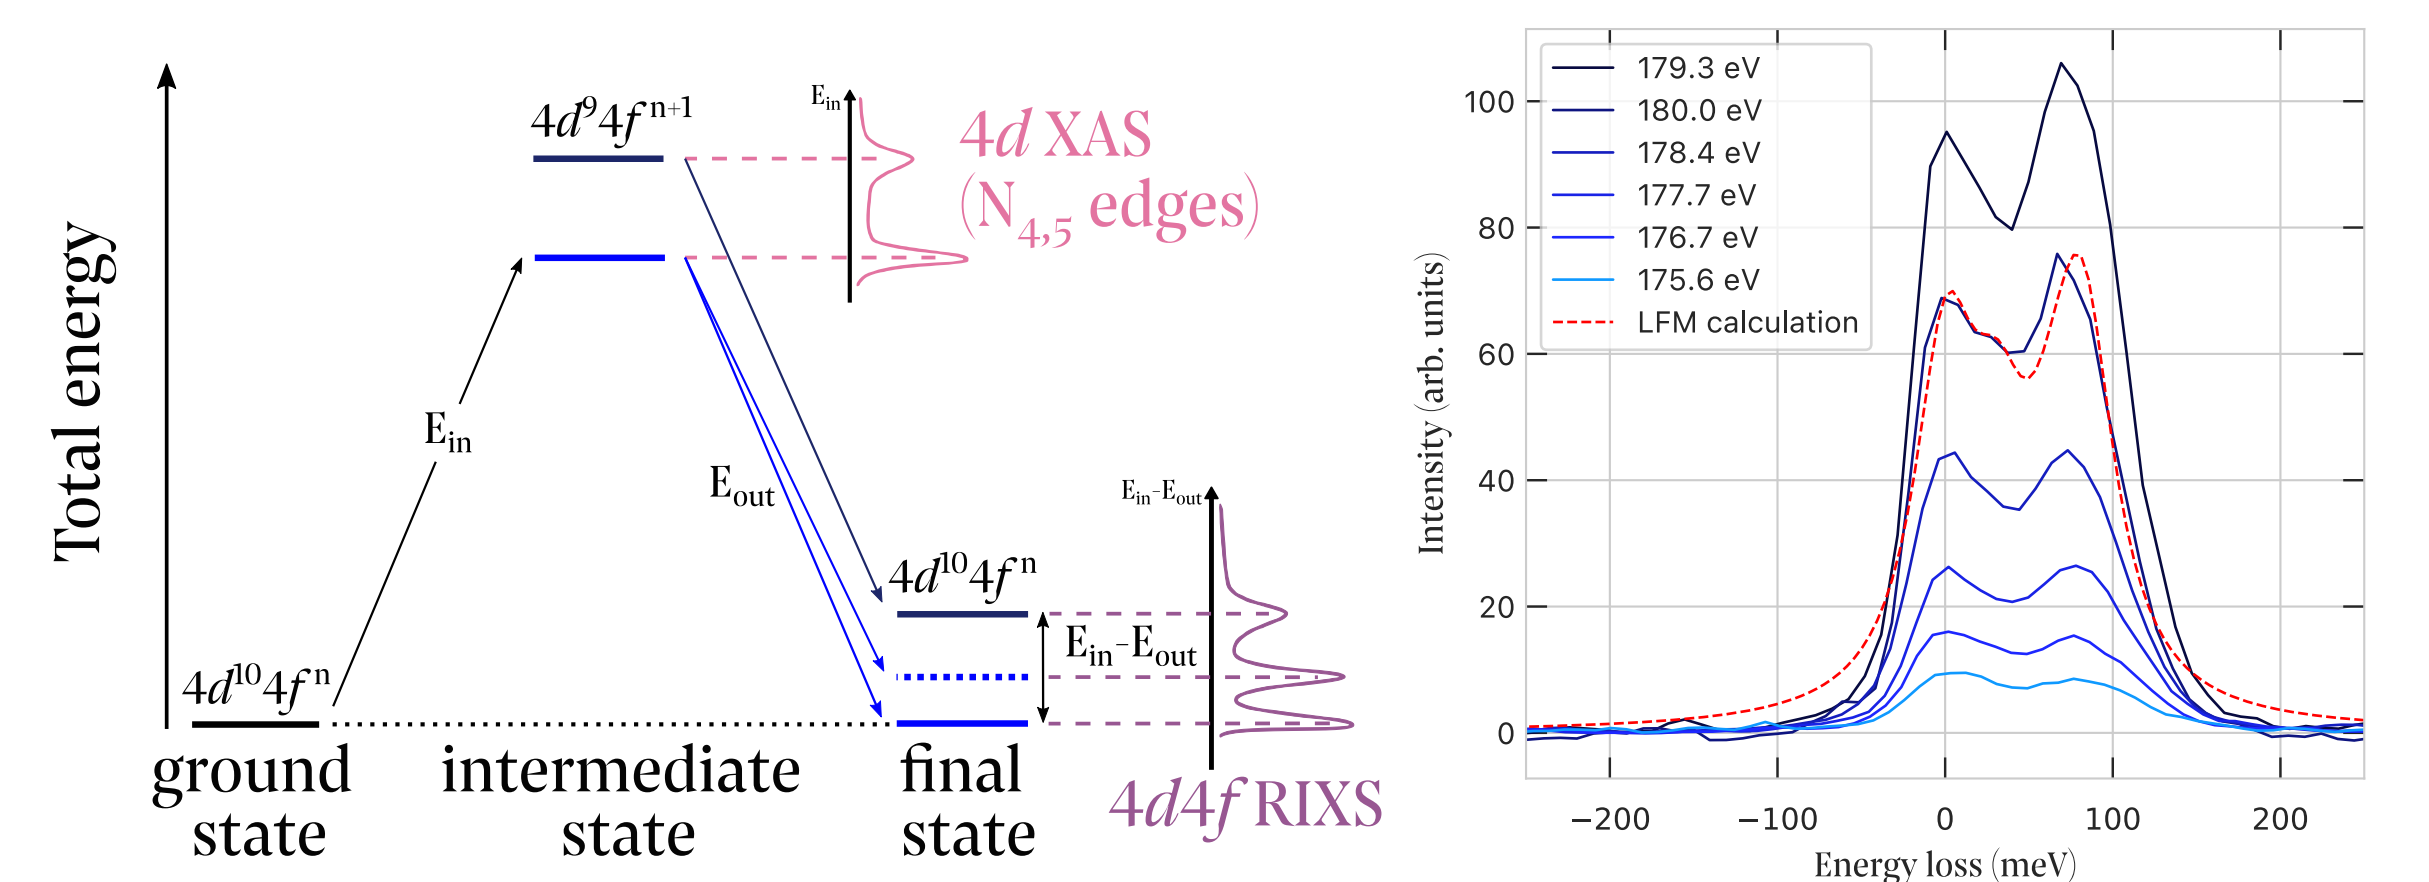 Total energy
4d⁹4fⁿ⁺¹
E_in
4d XAS
(N₄,₅ edges)
E_in
E_out
4d¹⁰4fⁿ
ground
state
intermediate
state
4d¹⁰4fⁿ
final
state
E_in-E_out
E_in-E_out
4d4f RIXS
179.3 eV
180.0 eV
178.4 eV
177.7 eV
176.7 eV
175.6 eV
LFM calculation
Intensity (arb. units)
100
80
60
40
20
0
−200
−100
0
100
200
Energy loss (meV)